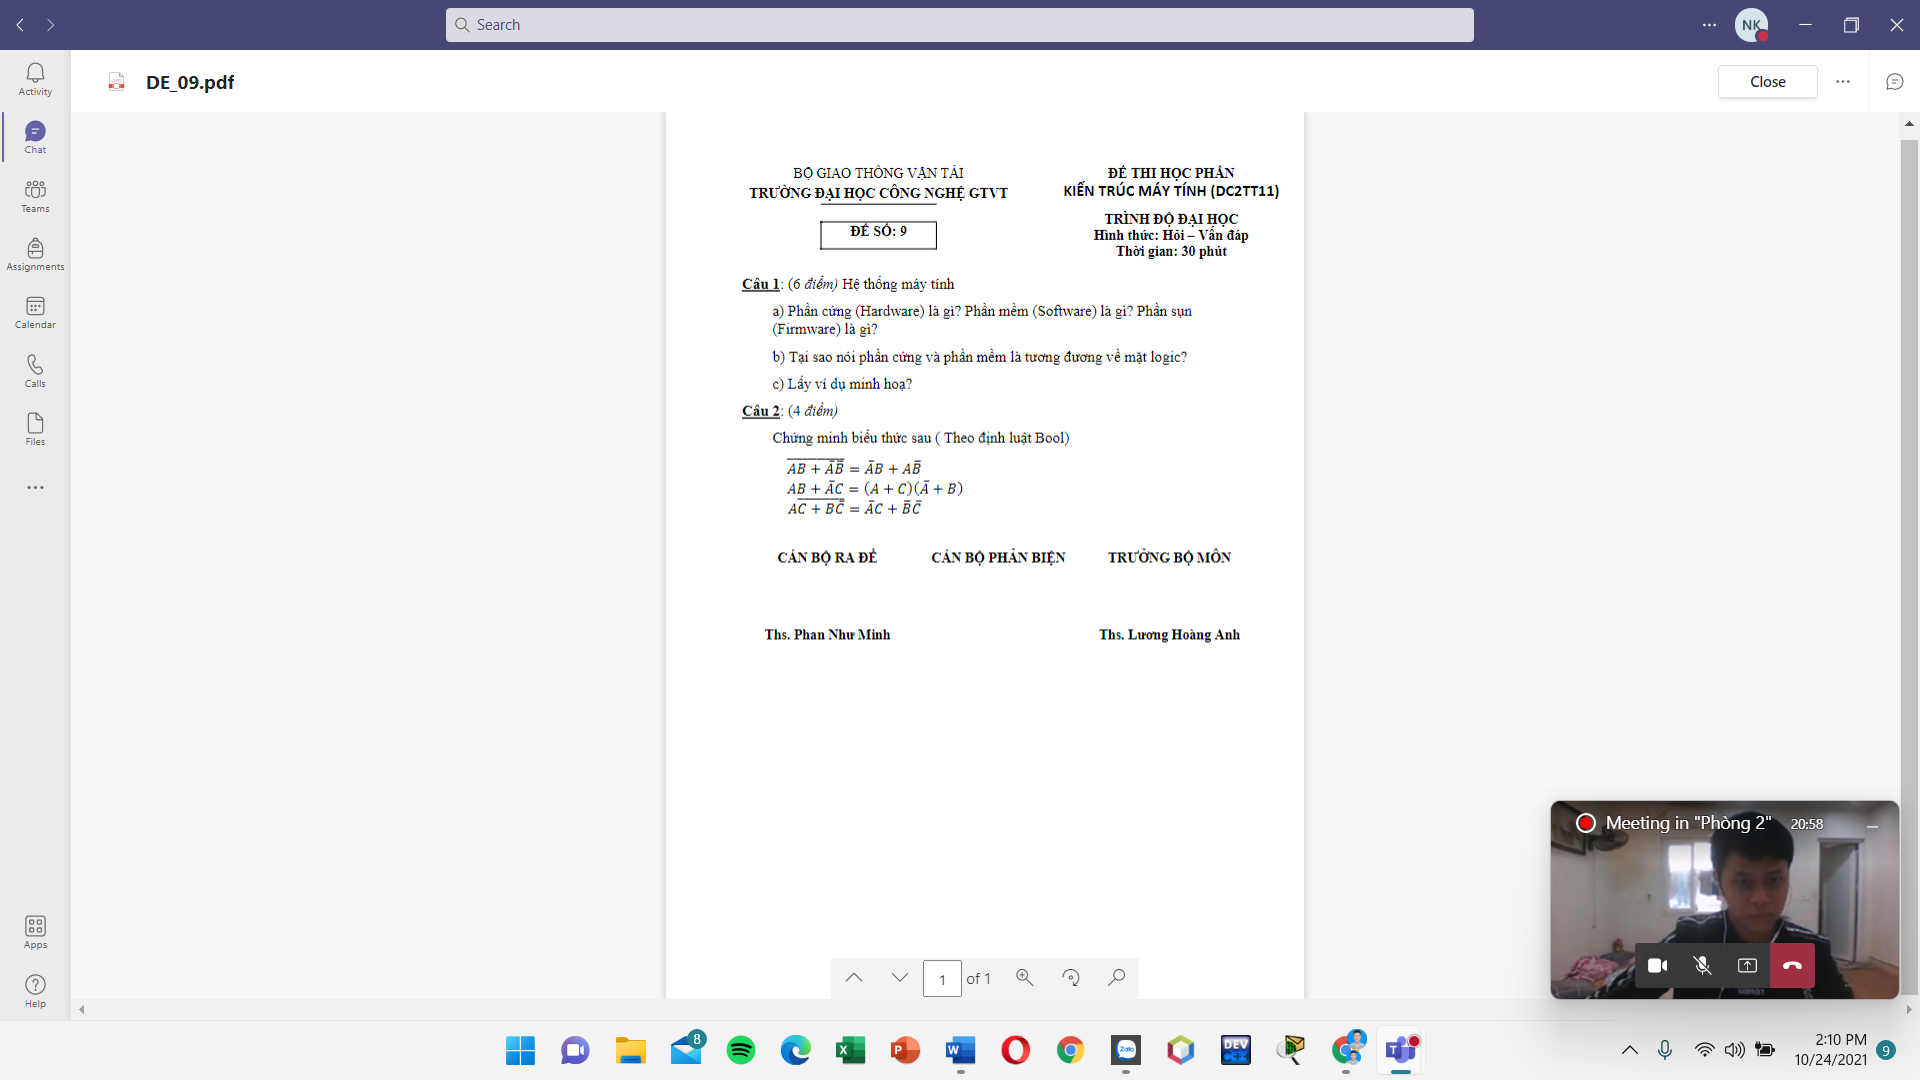 Search
NK
Activity
Chat
Teams
Assignments
Calendar
Calls
Files
Apps
Help
DE_09.pdf
Close
BỘ GIAO THÔNG VẬN TẢI
TRƯỜNG ĐẠI HỌC CÔNG NGHỆ GTVT
ĐỀ SỐ: 9
ĐỀ THI HỌC PHẦN
KIẾN TRÚC MÁY TÍNH (DC2TT11)
TRÌNH ĐỘ ĐẠI HỌC
Hình thức: Hỏi – Vấn đáp
Thời gian: 30 phút
Câu 1: (6 điểm) Hệ thống máy tính
a) Phần cứng (Hardware) là gì? Phần mềm (Software) là gì? Phần sụn
(Firmware) là gì?
b) Tại sao nói phần cứng và phần mềm là tương đương về mặt logic?
c) Lấy ví dụ minh hoạ?
Câu 2: (4 điểm)
Chứng minh biểu thức sau ( Theo định luật Bool)
$\overline{AB + \bar{A}\bar{B}} = \bar{A}B + A\bar{B}$
$AB + \bar{A}C = (A + C)(\bar{A} + B)$
$A\overline{C + B\bar{C}} = \bar{A}C + \bar{B}\bar{C}$
CÁN BỘ RA ĐỀ CÁN BỘ PHẢN BIỆN TRƯỞNG BỘ MÔN
Ths. Phan Như Minh Ths. Lương Hoàng Anh
1 of 1
Meeting in "Phòng 2" 20:58
8
Zalo
DEV C++
2:10 PM
10/24/2021
9